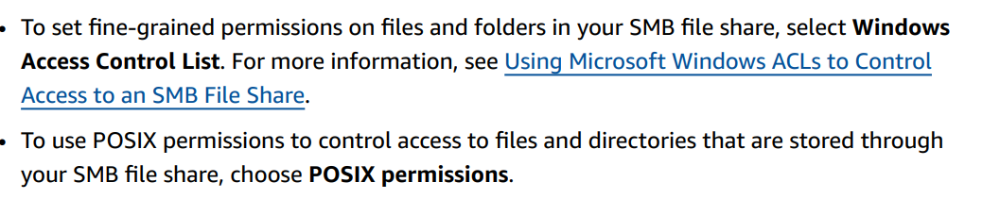 • To set fine-grained permissions on files and folders in your SMB file share, select Windows
Access Control List. For more information, see Using Microsoft Windows ACLs to Control
Access to an SMB File Share.
• To use POSIX permissions to control access to files and directories that are stored through
your SMB file share, choose POSIX permissions.